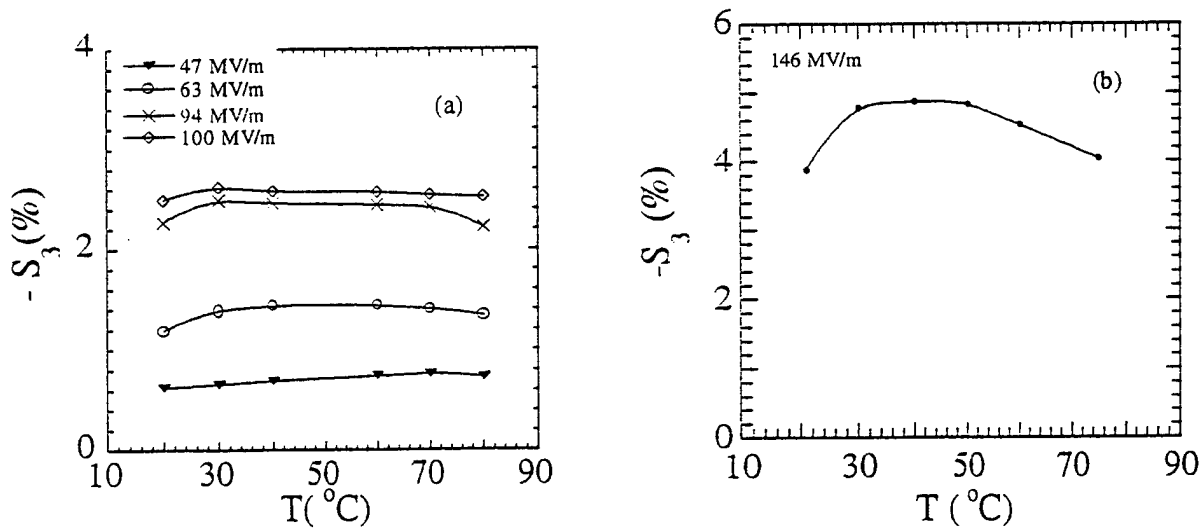 4
47 MV/m
63 MV/m
94 MV/m
100 MV/m
(a)
2
0
- S3 (%)
10 30 50 70 90
T( °C)
6
146 MV/m
(b)
4
2
0
-S3 (%)
10 30 50 70 90
T (°C)